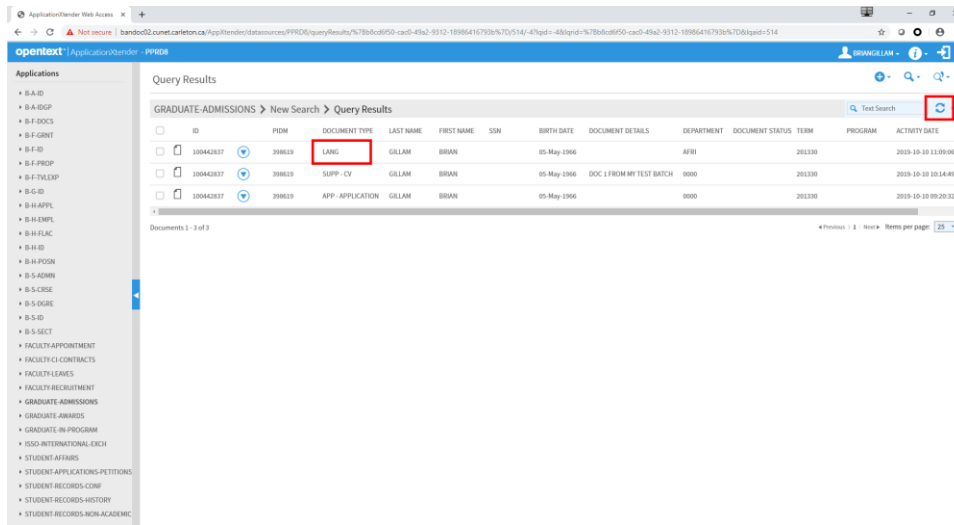 ApplicationXtender Web Access × +
Not secure | bandoc02.cunet.carleton.ca/AppXtender/datasources/PPRD8/queryResults/%7Bb8cd6f50-cac0-49a2-9312-18986416793b%7D/514/-4?lqid=-4&lqrid=%7Bb8cd6f50-cac0-49a2-9312-18986416793b%7D&lqaid=514
opentext™ | ApplicationXtender - PPRD8 BRIANGILLAM
Applications
Query Results
GRADUATE-ADMISSIONS > New Search > Query Results Text Search
ID PIDM DOCUMENT TYPE LAST NAME FIRST NAME SSN BIRTH DATE DOCUMENT DETAILS DEPARTMENT DOCUMENT STATUS TERM PROGRAM ACTIVITY DATE
100442837 398619 LANG GILLAM BRIAN 05-May-1966 AFRI 201330 2019-10-10 11:09:06
100442837 398619 SUPP - CV GILLAM BRIAN 05-May-1966 DOC 1 FROM MY TEST BATCH 0000 201330 2019-10-10 10:14:49
100442837 398619 APP - APPLICATION GILLAM BRIAN 05-May-1966 0000 201330 2019-10-10 09:20:32
Documents 1 - 3 of 3 Previous | 1 | Next Items per page: 25
B-A-ID
B-A-IDGP
B-F-DOCS
B-F-GRNT
B-F-ID
B-F-PROP
B-F-TVLEXP
B-G-ID
B-H-APPL
B-H-EMPL
B-H-FLAC
B-H-ID
B-H-POSN
B-S-ADMN
B-S-CRSE
B-S-DGRE
B-S-ID
B-S-SECT
FACULTY-APPOINTMENT
FACULTY-CI-CONTRACTS
FACULTY-LEAVES
FACULTY-RECRUITMENT
GRADUATE-ADMISSIONS
GRADUATE-AWARDS
GRADUATE-IN-PROGRAM
ISSO-INTERNATIONAL-EXCH
STUDENT-AFFAIRS
STUDENT-APPLICATIONS-PETITIONS
STUDENT-RECORDS-CONF
STUDENT-RECORDS-HISTORY
STUDENT-RECORDS-NON-ACADEMIC